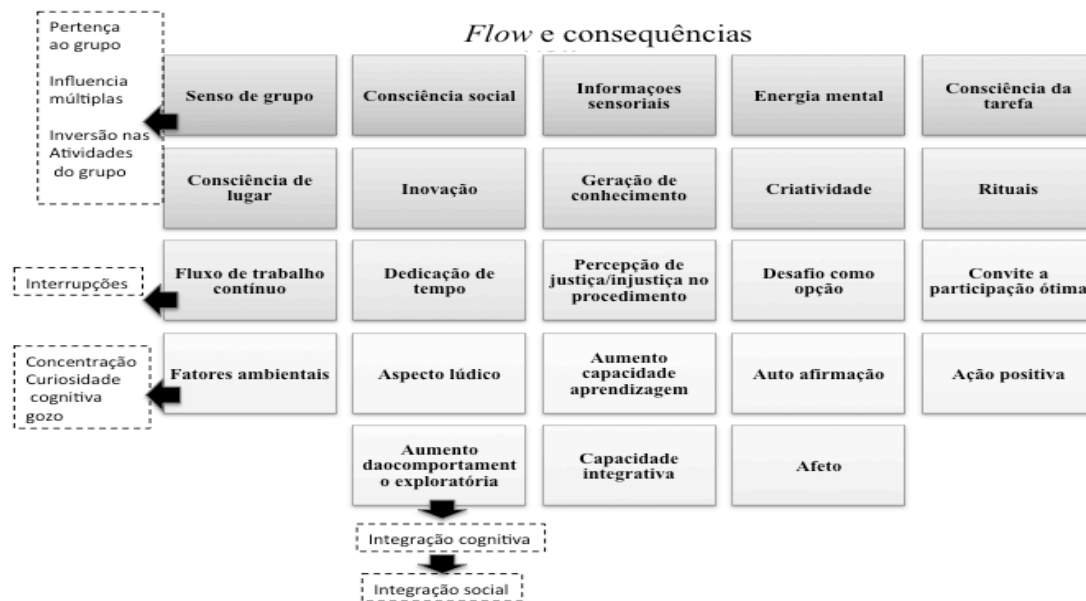 Flow e consequências
Pertença
ao grupo
Influencia
múltiplas
Inversão nas
Atividades
do grupo
Senso de grupo
Consciência social
Informaçoes
sensoriais
Energia mental
Consciência da
tarefa
Consciência de
lugar
Inovação
Geração de
conhecimento
Criatividade
Rituais
Interrupções
Fluxo de trabalho
contínuo
Dedicação de
tempo
Percepção de
justiça/injustiça no
procedimento
Desafio como
opção
Convite a
participação ótima
Concentração
Curiosidade
cognitiva
gozo
Fatores ambientais
Aspecto lúdico
Aumento
capacidade
aprendizagem
Auto afirmação
Ação positiva
Aumento
daocomportament
o exploratória
Capacidade
integrativa
Afeto
Integração cognitiva
Integração social